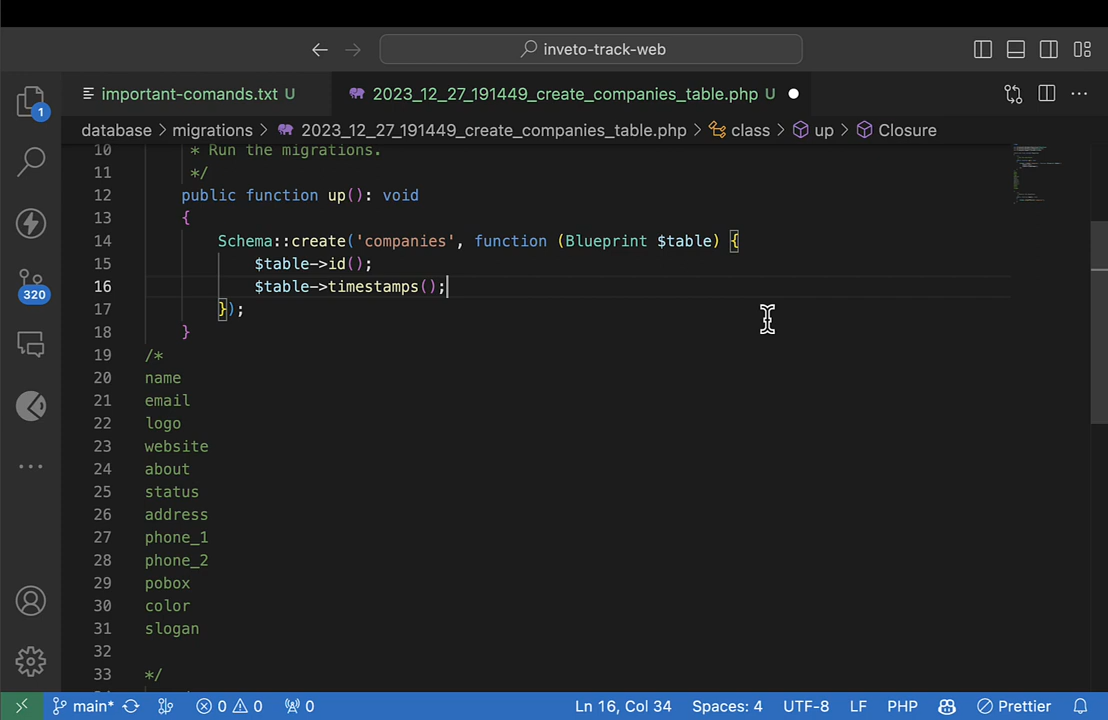 inveto-track-web
1
important-comands.txt U
2023_12_27_191449_create_companies_table.php U
database > migrations > 2023_12_27_191449_create_companies_table.php > class > up > Closure
10 * Run the migrations.
11 */
12 public function up(): void
13 {
14 Schema::create('companies', function (Blueprint $table) {
15 $table->id();
16 $table->timestamps();
17 });
18 }
19 /*
20 name
21 email
22 logo
23 website
24 about
25 status
26 address
27 phone_1
28 phone_2
29 pobox
30 color
31 slogan
32
33 */
320
main* 0 0 0 Ln 16, Col 34 Spaces: 4 UTF-8 LF PHP Prettier